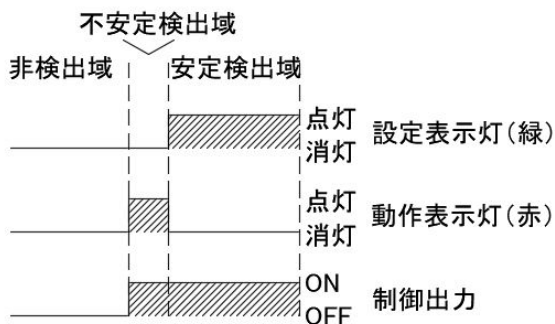 不安定検出域
非検出域
安定検出域
点灯
消灯
設定表示灯(緑)
点灯
消灯
動作表示灯(赤)
ON
OFF
制御出力